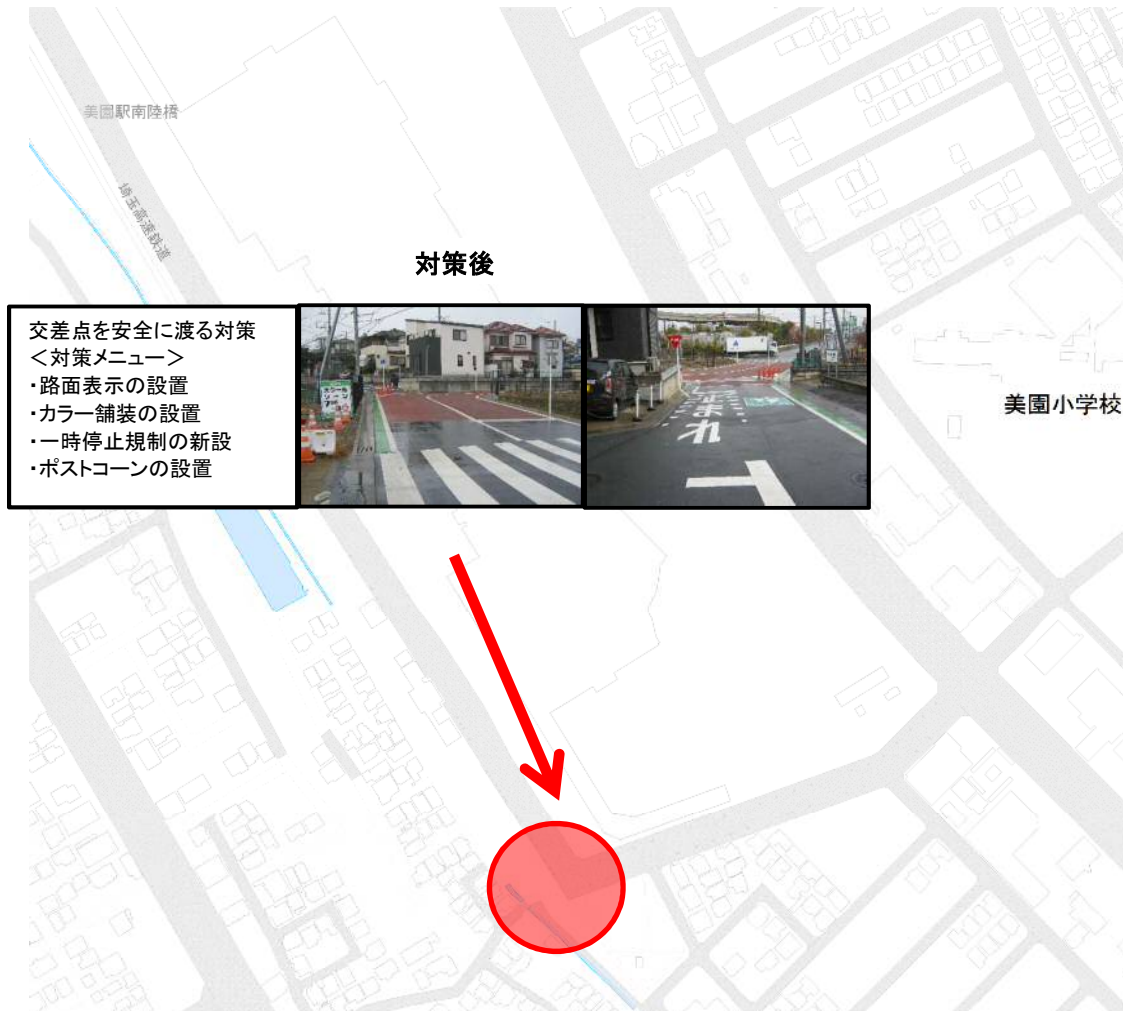 美園駅南陸橋
埼玉高速鉄道
対策後
交差点を安全に渡る対策
<対策メニュー>
・路面表示の設置
・カラー舗装の設置
・一時停止規制の新設
・ポストコーンの設置
止まれ
美園小学校